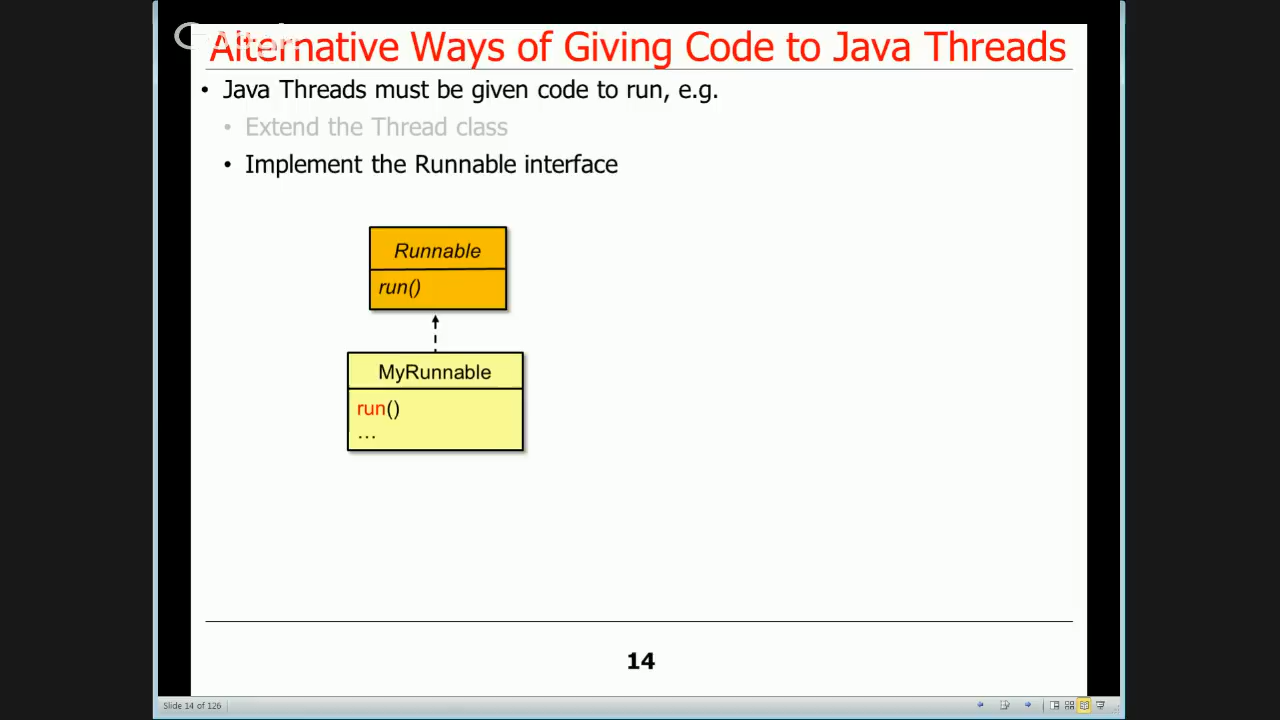 Google
Alternative Ways of Giving Code to Java Threads
• Java Threads must be given code to run, e.g.
• Extend the Thread class
• Implement the Runnable interface
Runnable
run()
MyRunnable
run()
...
14
Slide 14 of 126